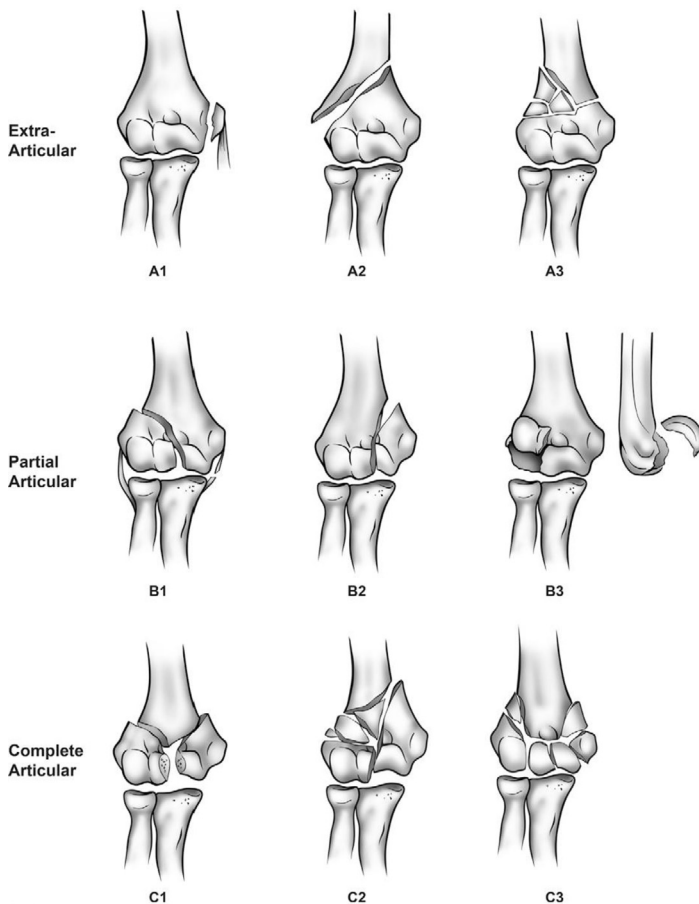 Extra-
Articular
A1
A2
A3
Partial
Articular
B1
B2
B3
Complete
Articular
C1
C2
C3